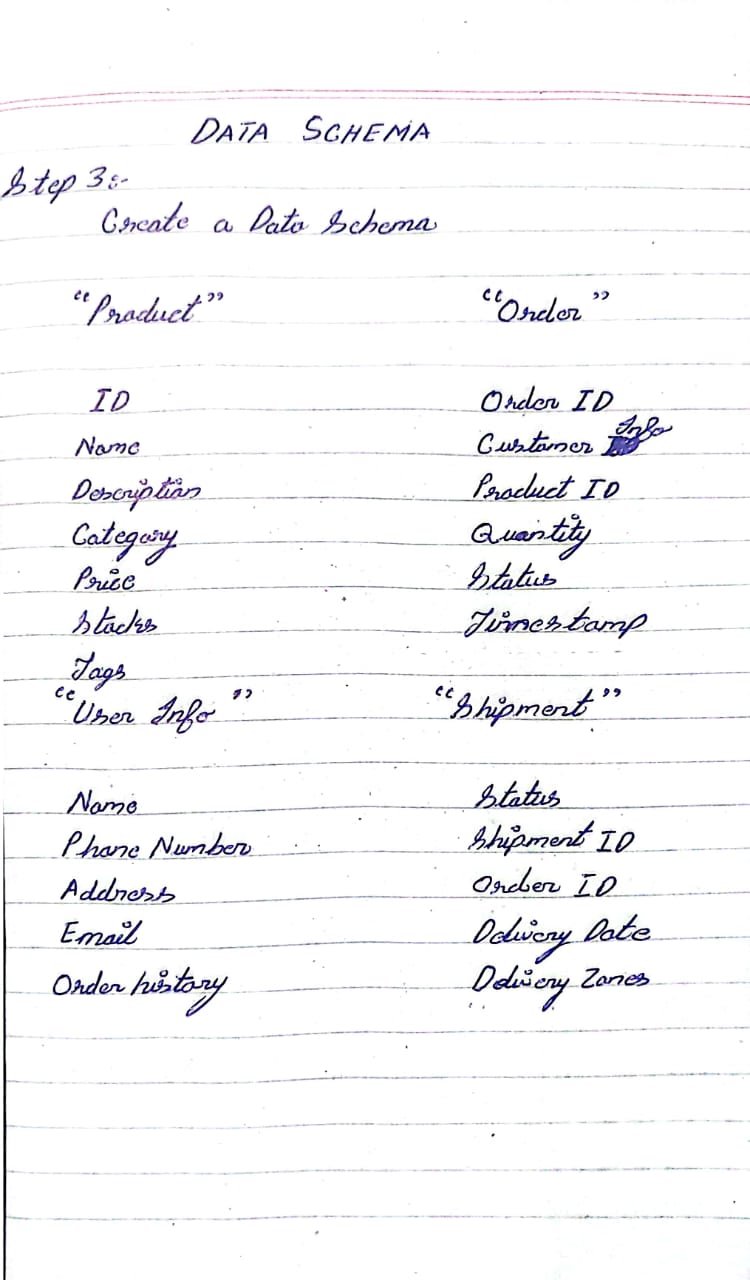 DATA SCHEMA
Step 3:-
Create a Data Schema
"Product"
ID
Name
Description
Category
Price
Stocks
Tags
"Order"
Order ID
Customer Info
Product ID
Quantity
Status
Timestamp
"User Info"
Name
Phone Number
Address
Email
Order history
"Shipment"
Status
Shipment ID
Order ID
Delivery Date
Delivery Zones